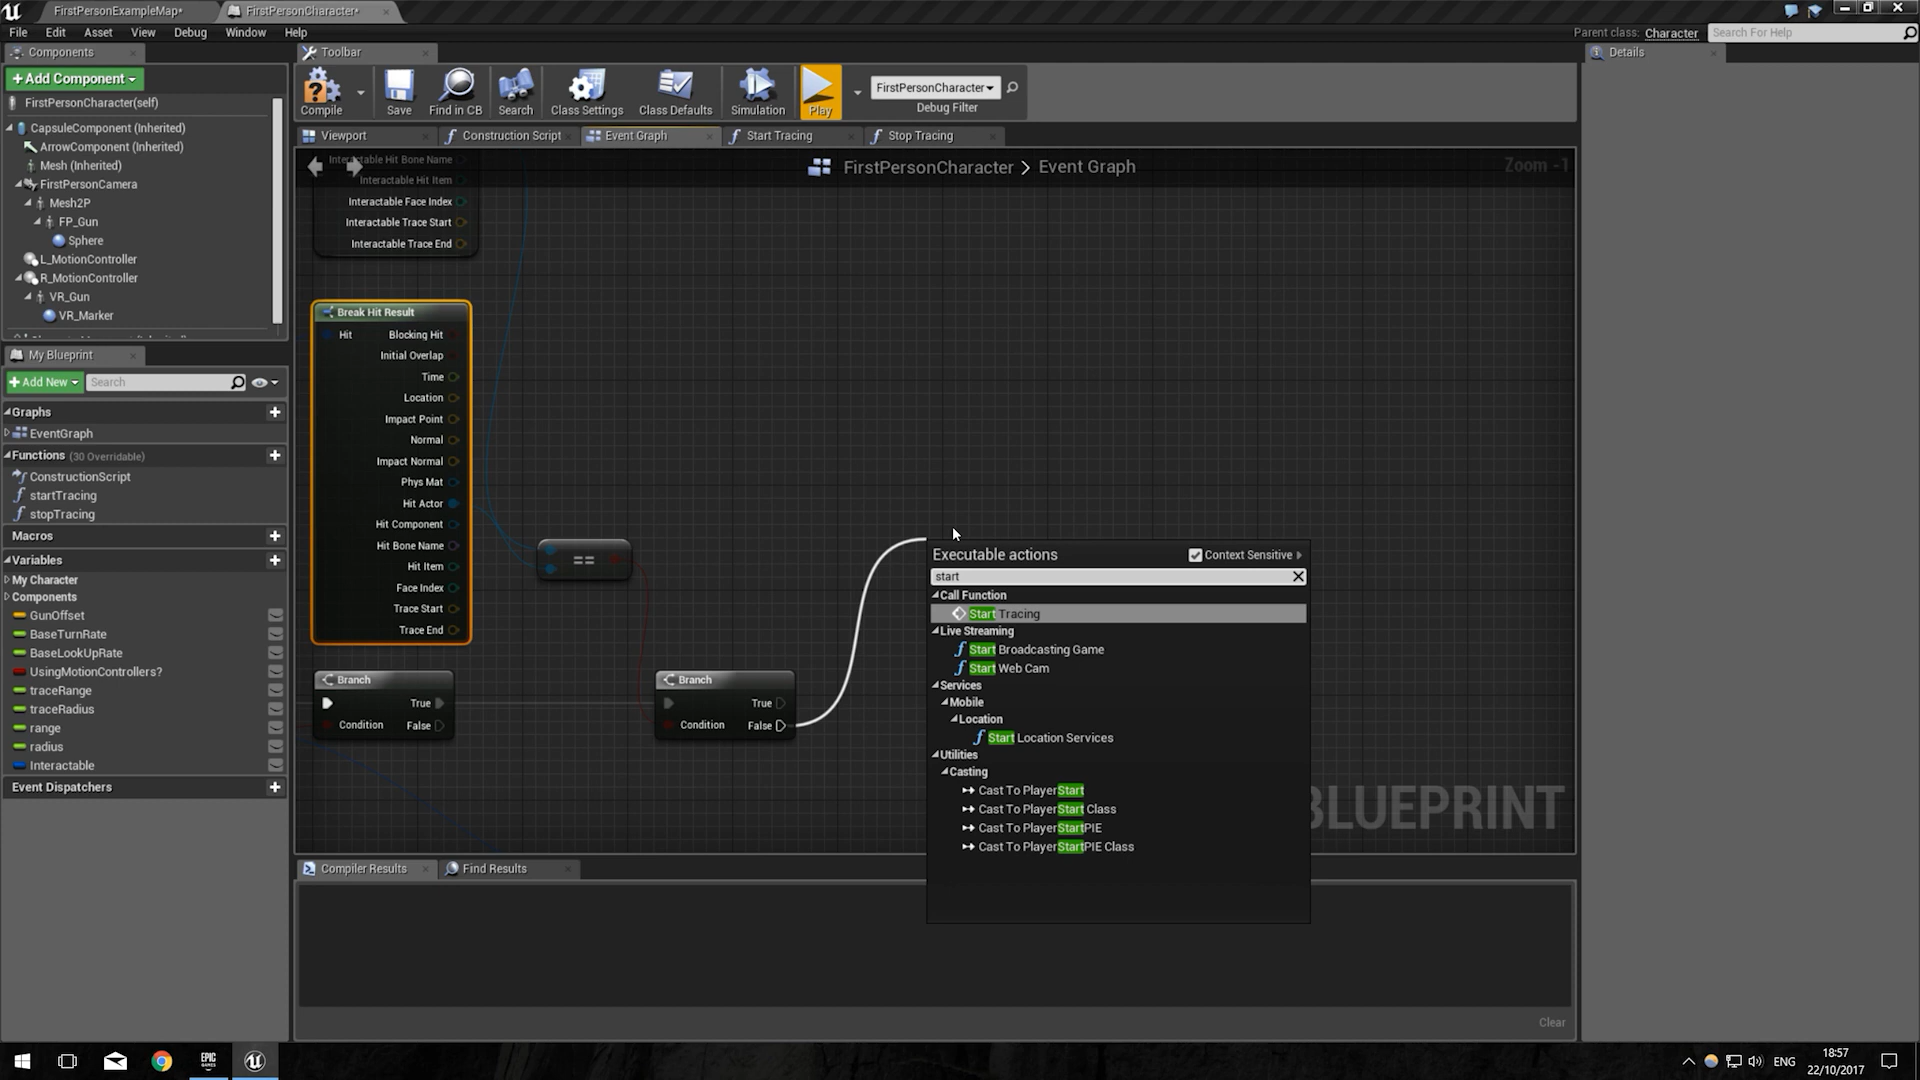 FirstPersonExampleMap*
FirstPersonCharacter*
File Edit Asset View Debug Window Help
Parent class: Character
Search For Help
Components
Toolbar
Details
+Add Component
FirstPersonCharacter(self)
CapsuleComponent (Inherited)
ArrowComponent (Inherited)
Mesh (Inherited)
FirstPersonCamera
Mesh2P
FP_Gun
Sphere
L_MotionController
R_MotionController
VR_Gun
VR_Marker
Compile
Save
Find in CB
Search
Class Settings
Class Defaults
Simulation
Play
FirstPersonCharacter
Debug Filter
Viewport
Construction Script
Event Graph
Start Tracing
Stop Tracing
FirstPersonCharacter > Event Graph
Zoom -1
My Blueprint
+Add New
Search
Graphs
EventGraph
Functions (30 Overridable)
ConstructionScript
startTracing
stopTracing
Macros
Variables
My Character
Components
GunOffset
BaseTurnRate
BaseLookUpRate
UsingMotionControllers?
traceRange
traceRadius
range
radius
Interactable
Event Dispatchers
Interactable Hit Bone Name
Interactable Hit Item
Interactable Face Index
Interactable Trace Start
Interactable Trace End
Break Hit Result
Hit
Blocking Hit
Initial Overlap
Time
Location
Impact Point
Normal
Impact Normal
Phys Mat
Hit Actor
Hit Component
Hit Bone Name
Hit Item
Face Index
Trace Start
Trace End
==
Branch
True
Condition
False
Branch
True
Condition
False
Executable actions
Context Sensitive
start
Call Function
Start Tracing
Live Streaming
Start Broadcasting Game
Start Web Cam
Services
Mobile
Location
Start Location Services
Utilities
Casting
Cast To PlayerStart
Cast To PlayerStart Class
Cast To PlayerStartPIE
Cast To PlayerStartPIE Class
BLUEPRINT
Compiler Results
Find Results
Clear
EPIC
GAMES
ENG
18:57
22/10/2017